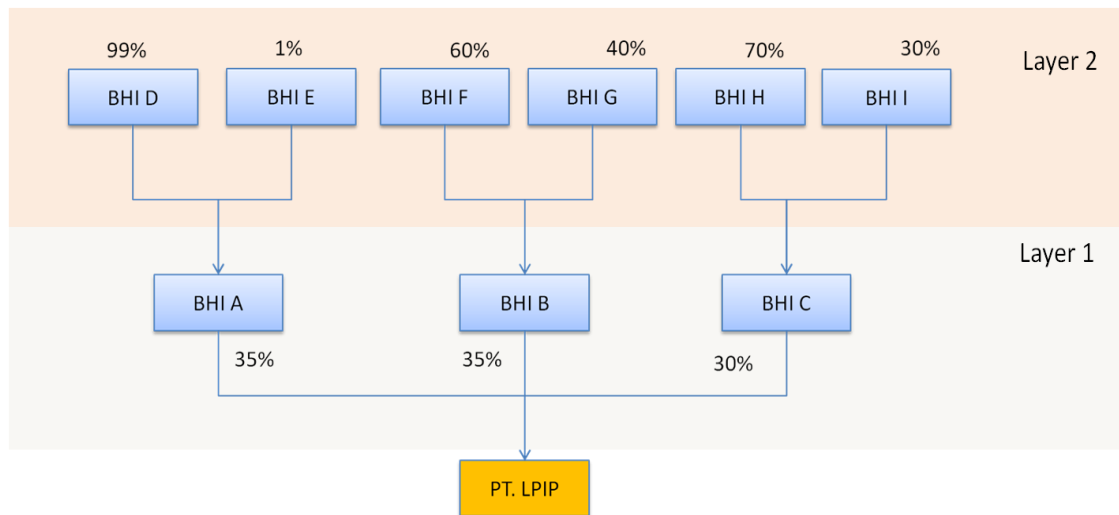 99% 1% 60% 40% 70% 30%
Layer 2
BHI D BHI E BHI F BHI G BHI H BHI I
Layer 1
BHI A BHI B BHI C
35% 35% 30%
PT. LPIP